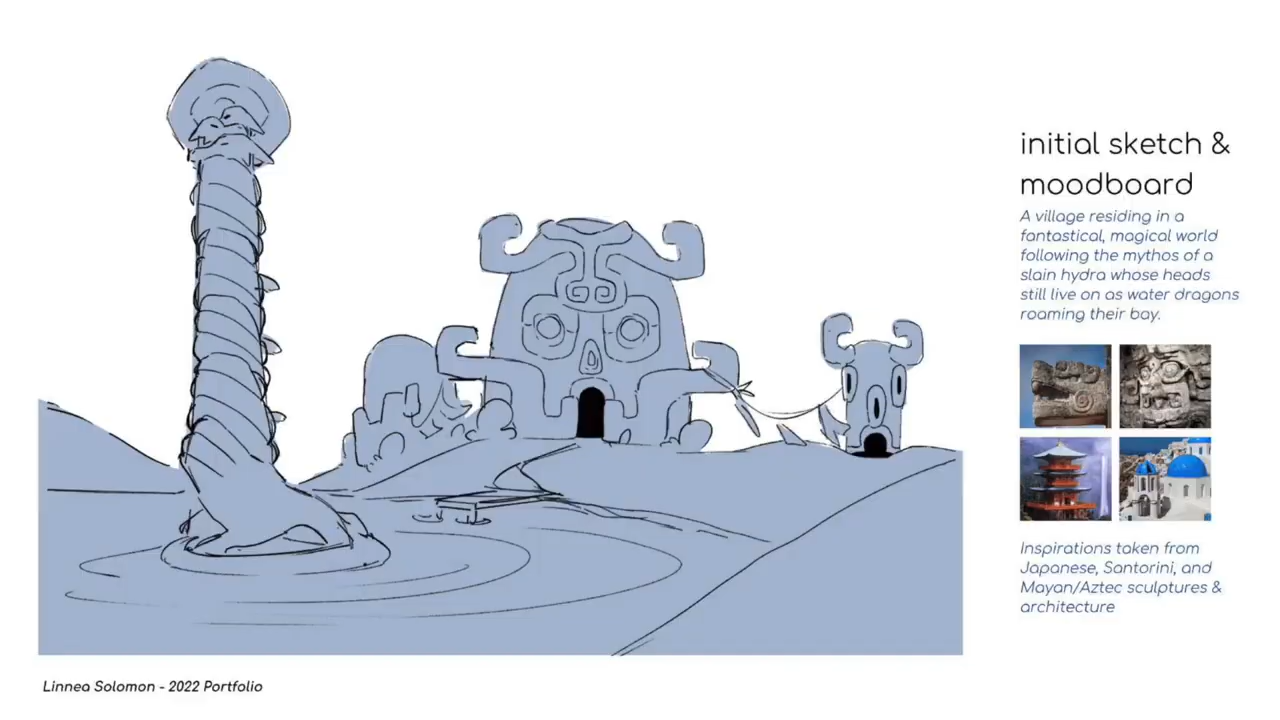 initial sketch &
moodboard
A village residing in a
fantastical, magical world
following the mythos of a
slain hydra whose heads
still live on as water dragons
roaming their bay.
Inspirations taken from
Japanese, Santorini, and
Mayan/Aztec sculptures &
architecture
Linnea Solomon - 2022 Portfolio